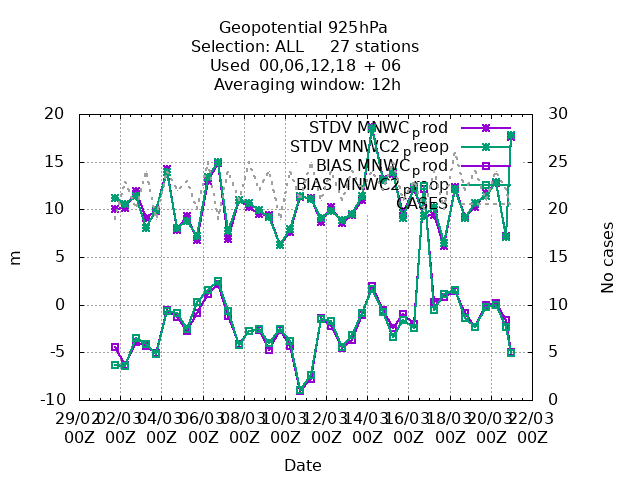 Geopotential 925hPa
Selection: ALL 27 stations
Used 00,06,12,18 + 06
Averaging window: 12h
20
15
10
5
0
-5
-10
30
25
20
15
10
5
0
m
No cases
STDV MNWC_prod
STDV MNWC2_preop
BIAS MNWC_prod
BIAS MNWC2_preop
CASES
29/02 02/03 04/03 06/03 08/03 10/03 12/03 14/03 16/03 18/03 20/03 22/03
00Z 00Z 00Z 00Z 00Z 00Z 00Z 00Z 00Z 00Z 00Z 00Z
Date